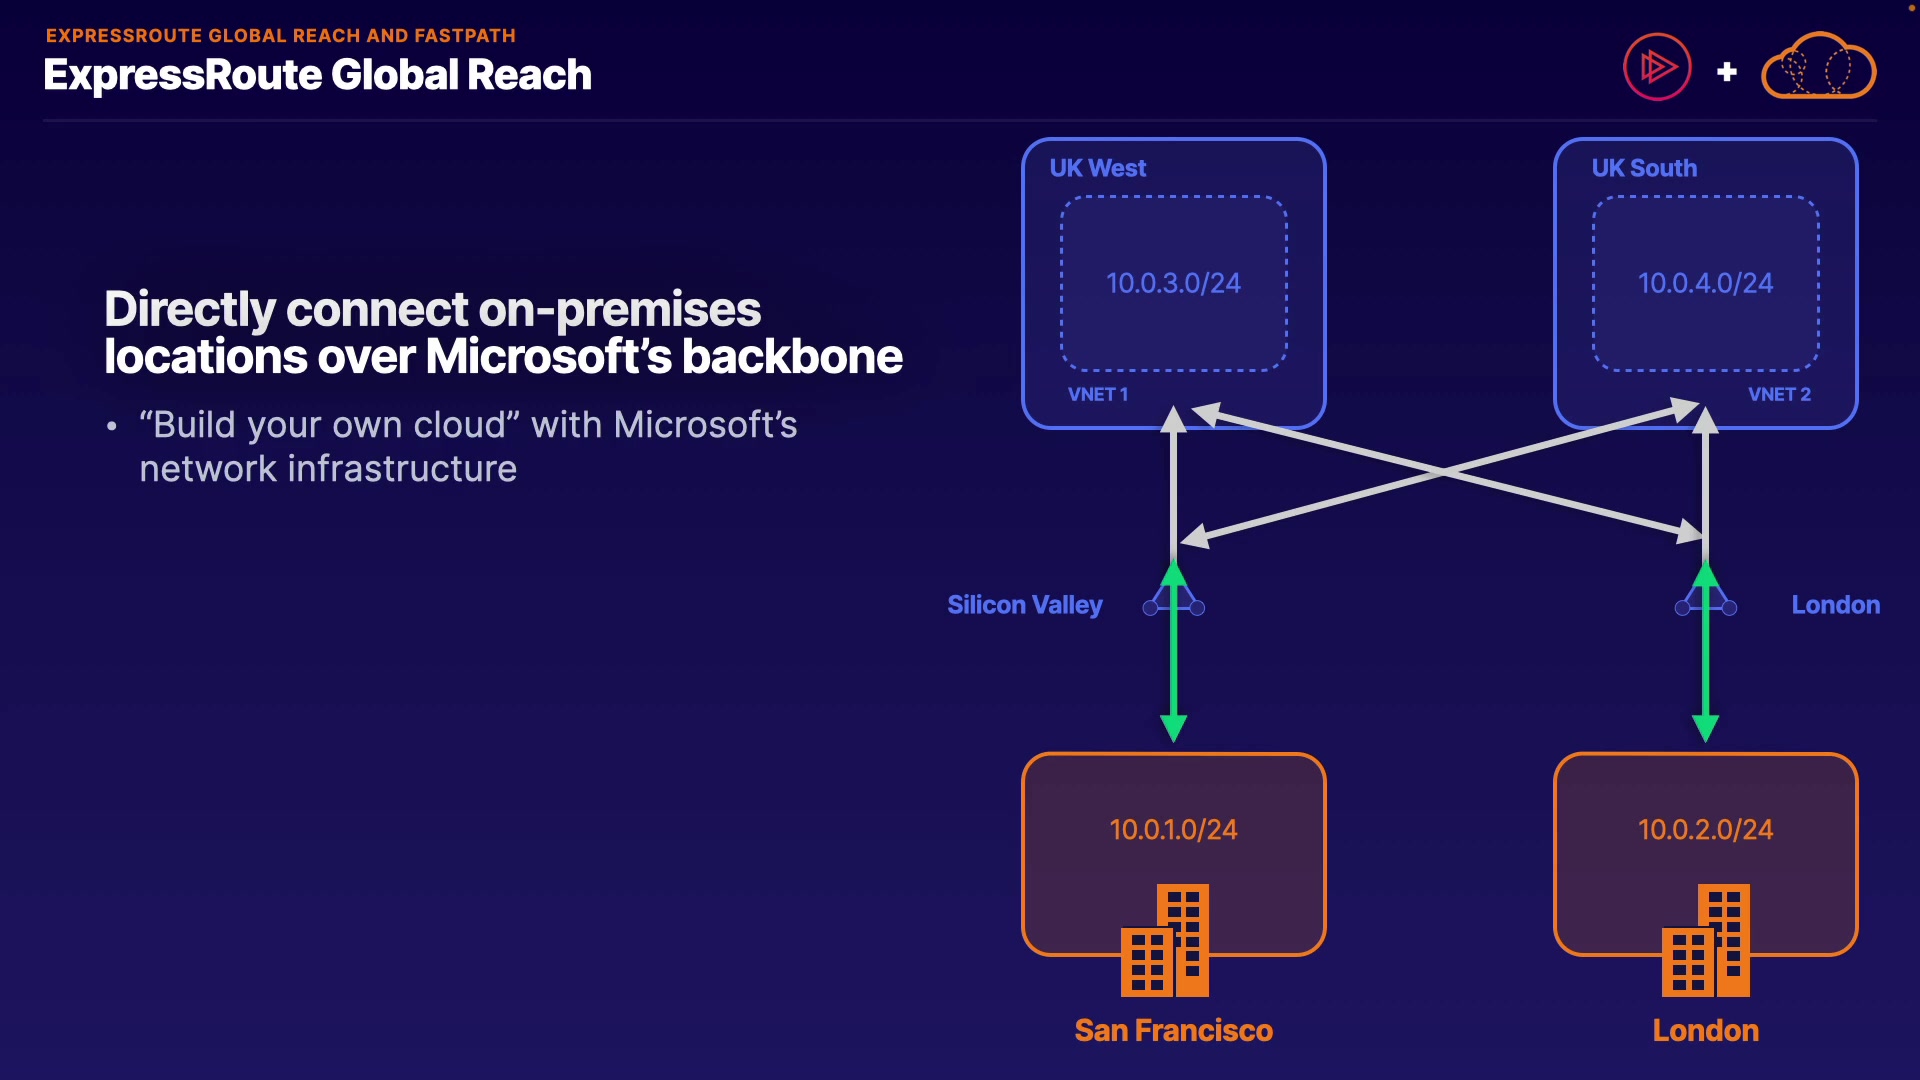 EXPRESSROUTE GLOBAL REACH AND FASTPATH
ExpressRoute Global Reach
Directly connect on-premises
locations over Microsoft’s backbone
• “Build your own cloud” with Microsoft’s
network infrastructure
UK West
10.0.3.0/24
VNET 1
UK South
10.0.4.0/24
VNET 2
Silicon Valley
London
10.0.1.0/24
San Francisco
10.0.2.0/24
London